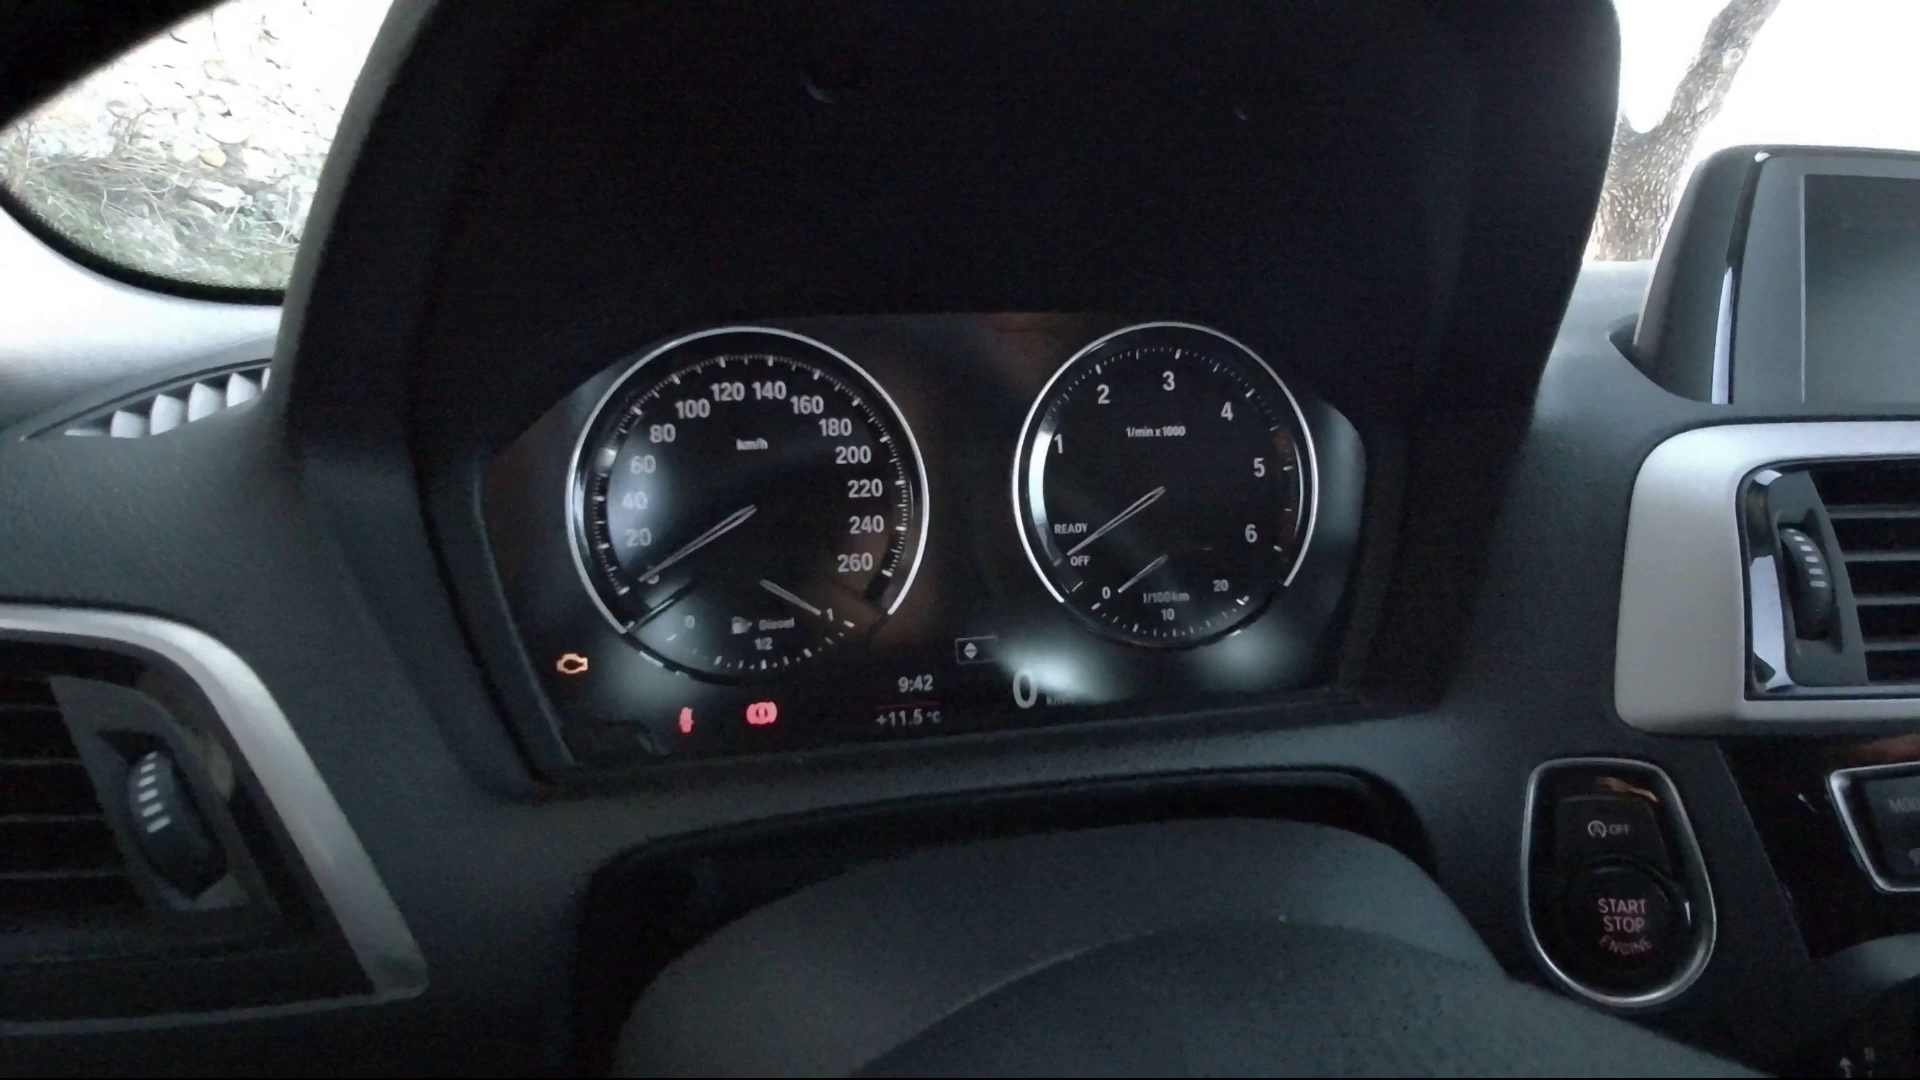 120 140
100 160
80 180
km/h
60 200
40 220
20 240
0 260
0 Diesel 1
1/2
1 2 3 4 5 6
1/min x 1000
READY
OFF
0 l/100km 20
10
9:42
+11.5 °C
0
OFF
START
STOP
ENGINE